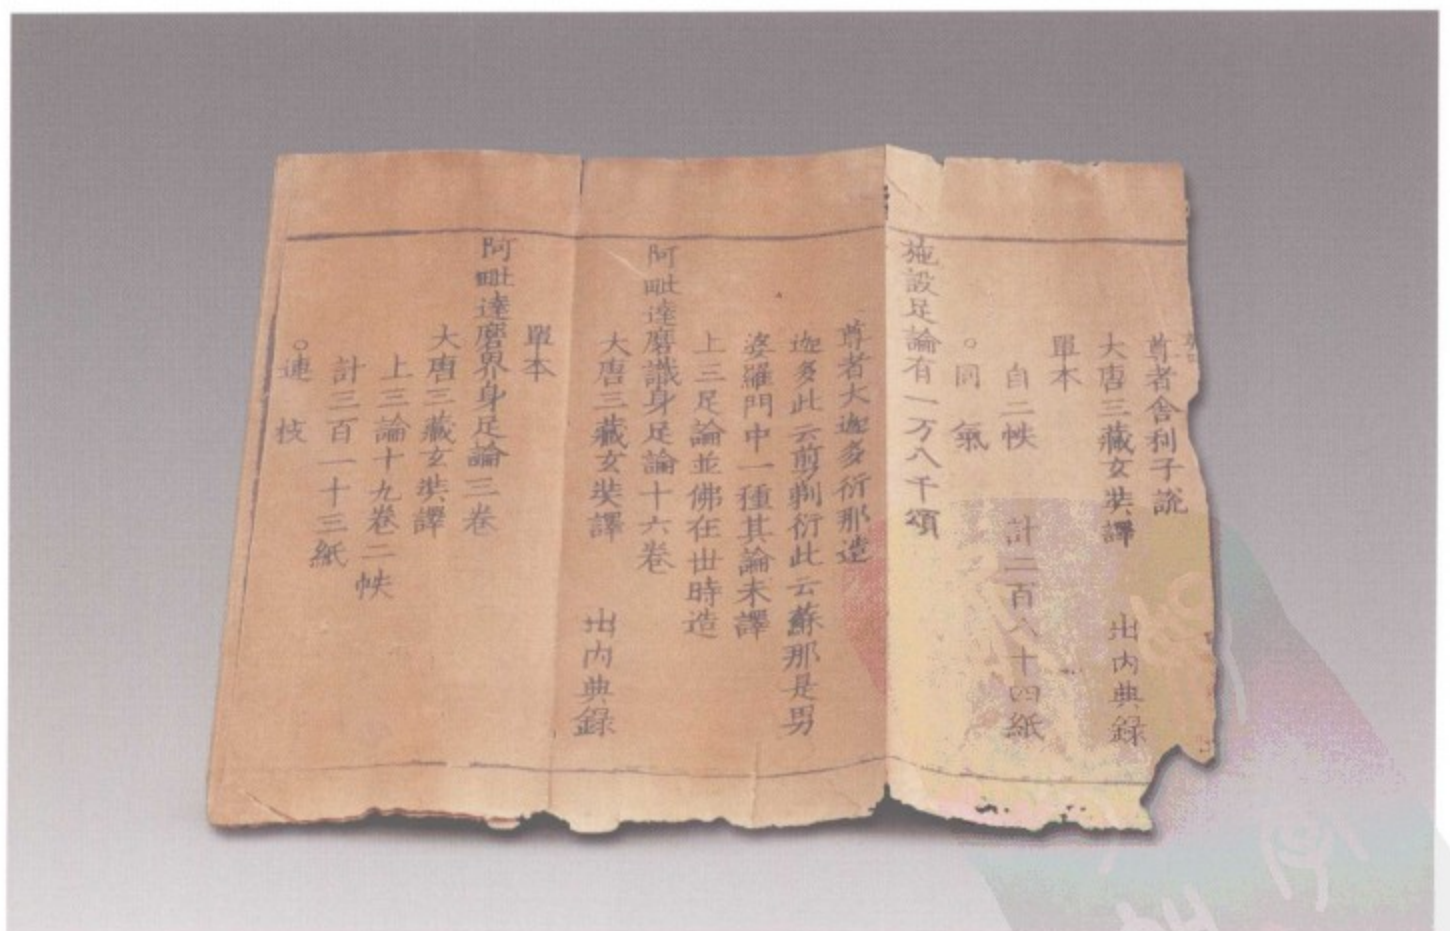 尊者舍利子說
大唐三藏玄奘譯 出內典錄
單本
自二帙 計二百八十四紙
○同 氣
施設足論有一万八千頌
尊者大迦多衍那造
迦多此云剪剃衍此云蘇那是男
婆羅門中一種其論未譯
上三足論並佛在世時造
阿毗達磨識身足論十六卷
大唐三藏玄奘譯 出內典錄
單本
阿毗達磨界身足論三卷
大唐三藏玄奘譯
上三論十九卷二帙
計三百一十三紙
○連 枝